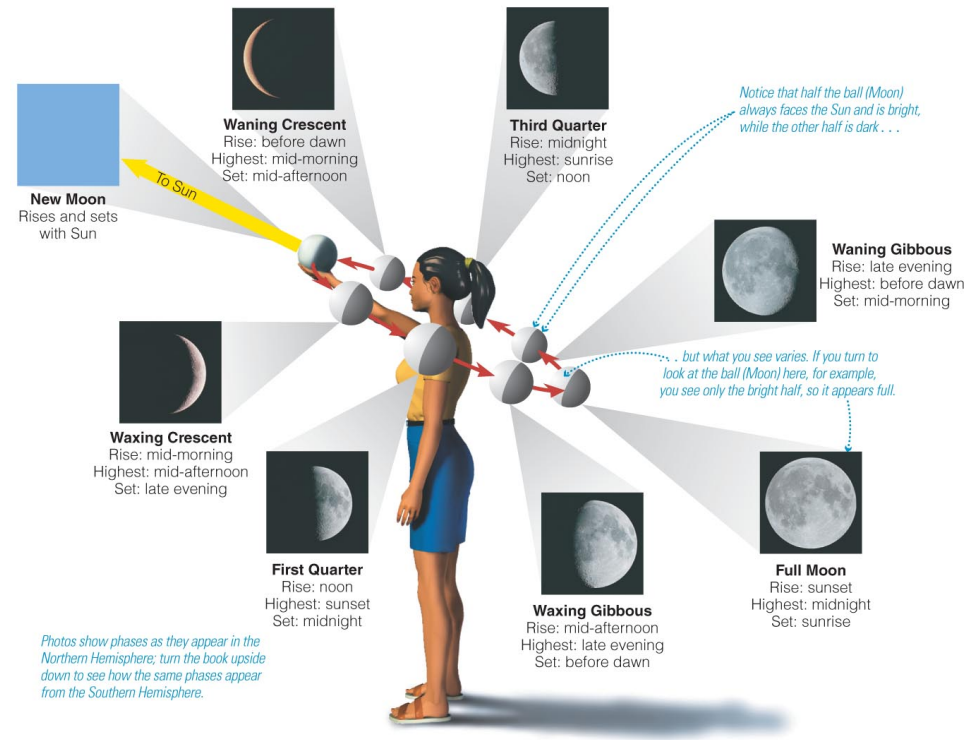 Waning Crescent
Rise: before dawn
Highest: mid-morning
Set: mid-afternoon
Third Quarter
Rise: midnight
Highest: sunrise
Set: noon
Notice that half the ball (Moon)
always faces the Sun and is bright,
while the other half is dark . . .
New Moon
Rises and sets
with Sun
To Sun
Waning Gibbous
Rise: late evening
Highest: before dawn
Set: mid-morning
. . but what you see varies. If you turn to
look at the ball (Moon) here, for example,
you see only the bright half, so it appears full.
Waxing Crescent
Rise: mid-morning
Highest: mid-afternoon
Set: late evening
First Quarter
Rise: noon
Highest: sunset
Set: midnight
Waxing Gibbous
Rise: mid-afternoon
Highest: late evening
Set: before dawn
Full Moon
Rise: sunset
Highest: midnight
Set: sunrise
Photos show phases as they appear in the
Northern Hemisphere; turn the book upside
down to see how the same phases appear
from the Southern Hemisphere.